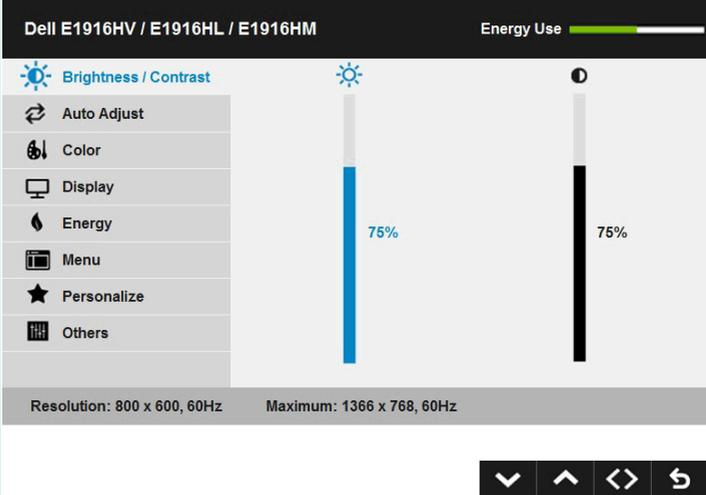 Dell E1916HV / E1916HL / E1916HM
Energy Use
Brightness / Contrast
Auto Adjust
Color
Display
Energy
Menu
Personalize
Others
75%
75%
Resolution: 800 x 600, 60Hz
Maximum: 1366 x 768, 60Hz